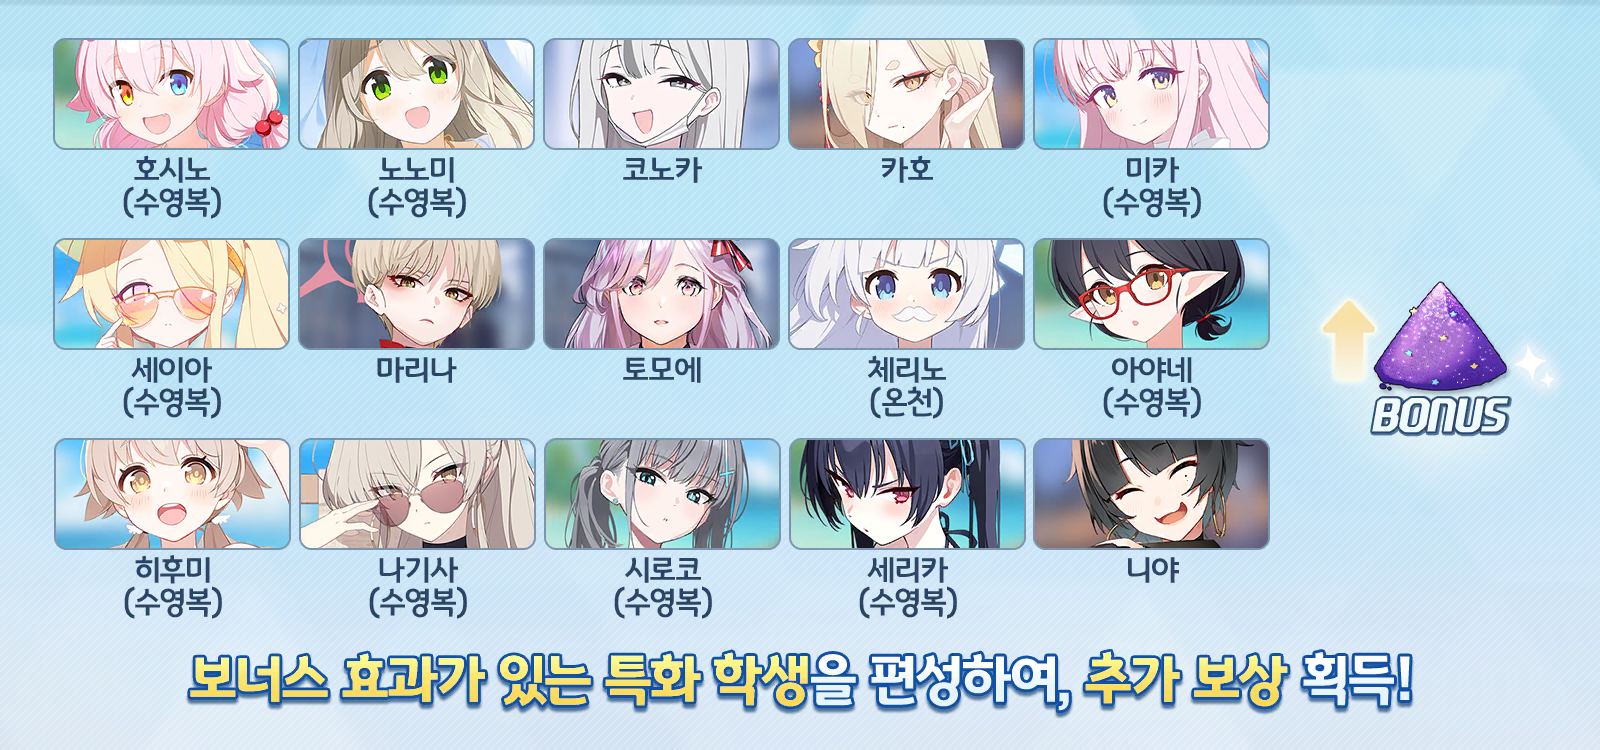 호시노
(수영복)
노노미
(수영복)
코노카
카호
미카
(수영복)
세이아
(수영복)
마리나
토모에
체리노
(온천)
아야네
(수영복)
BONUS
히후미
(수영복)
나기사
(수영복)
시로코
(수영복)
세리카
(수영복)
니야
보너스 효과가 있는 특화 학생을 편성하여, 추가 보상 획득!